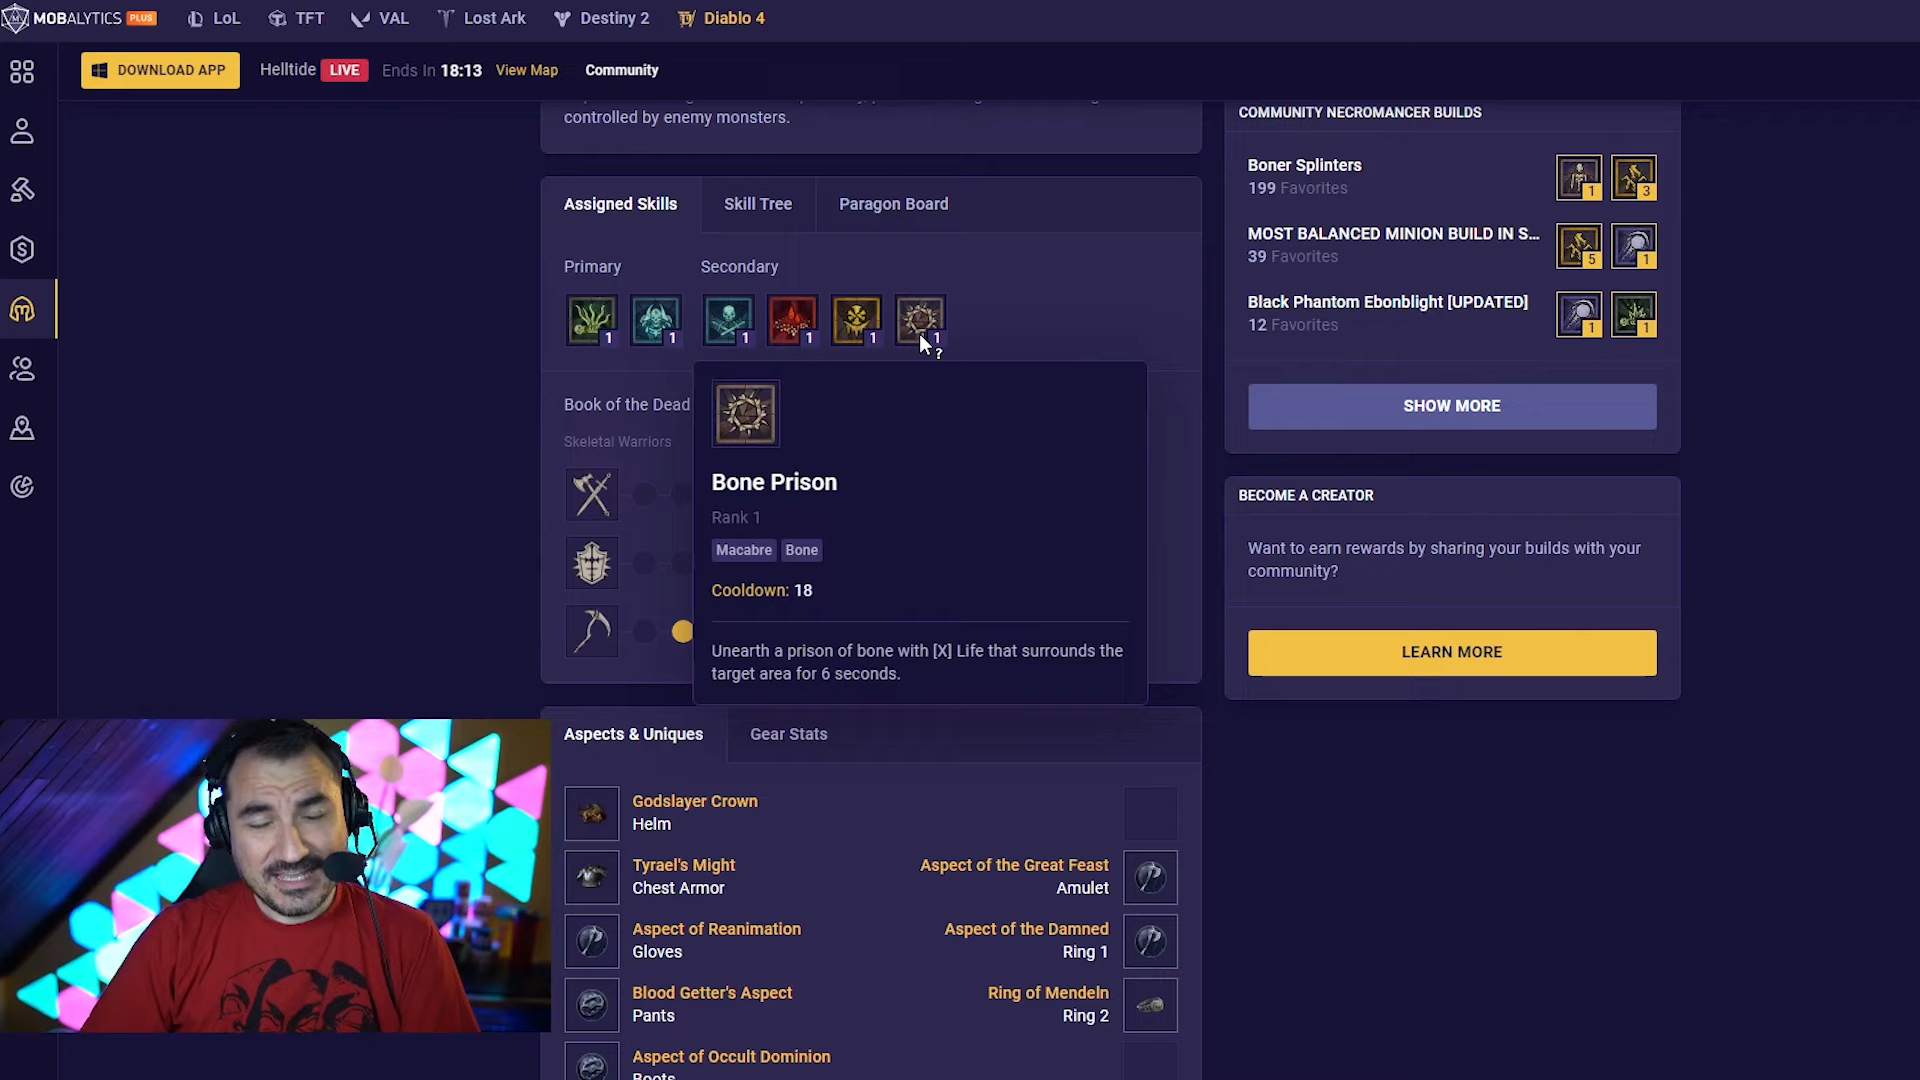 MOBALYTICS PLUS
LoL
TFT
VAL
Lost Ark
Destiny 2
Diablo 4
DOWNLOAD APP
Helltide LIVE Ends In 18:13 View Map
Community
controlled by enemy monsters.
Assigned Skills
Skill Tree
Paragon Board
Primary
Secondary
1 1 1 1 1 1
?
Book of the Dead
Skeletal Warriors
Bone Prison
Rank 1
Macabre Bone
Cooldown: 18
Unearth a prison of bone with [X] Life that surrounds the
target area for 6 seconds.
Aspects & Uniques
Gear Stats
Godslayer Crown
Helm
Tyrael's Might
Chest Armor
Aspect of the Great Feast
Amulet
Aspect of Reanimation
Gloves
Aspect of the Damned
Ring 1
Blood Getter's Aspect
Pants
Ring of Mendeln
Ring 2
Aspect of Occult Dominion
Boots
COMMUNITY NECROMANCER BUILDS
Boner Splinters
199 Favorites
1 3
MOST BALANCED MINION BUILD IN S...
39 Favorites
5 1
Black Phantom Ebonblight [UPDATED]
12 Favorites
1 1
SHOW MORE
BECOME A CREATOR
Want to earn rewards by sharing your builds with your
community?
LEARN MORE